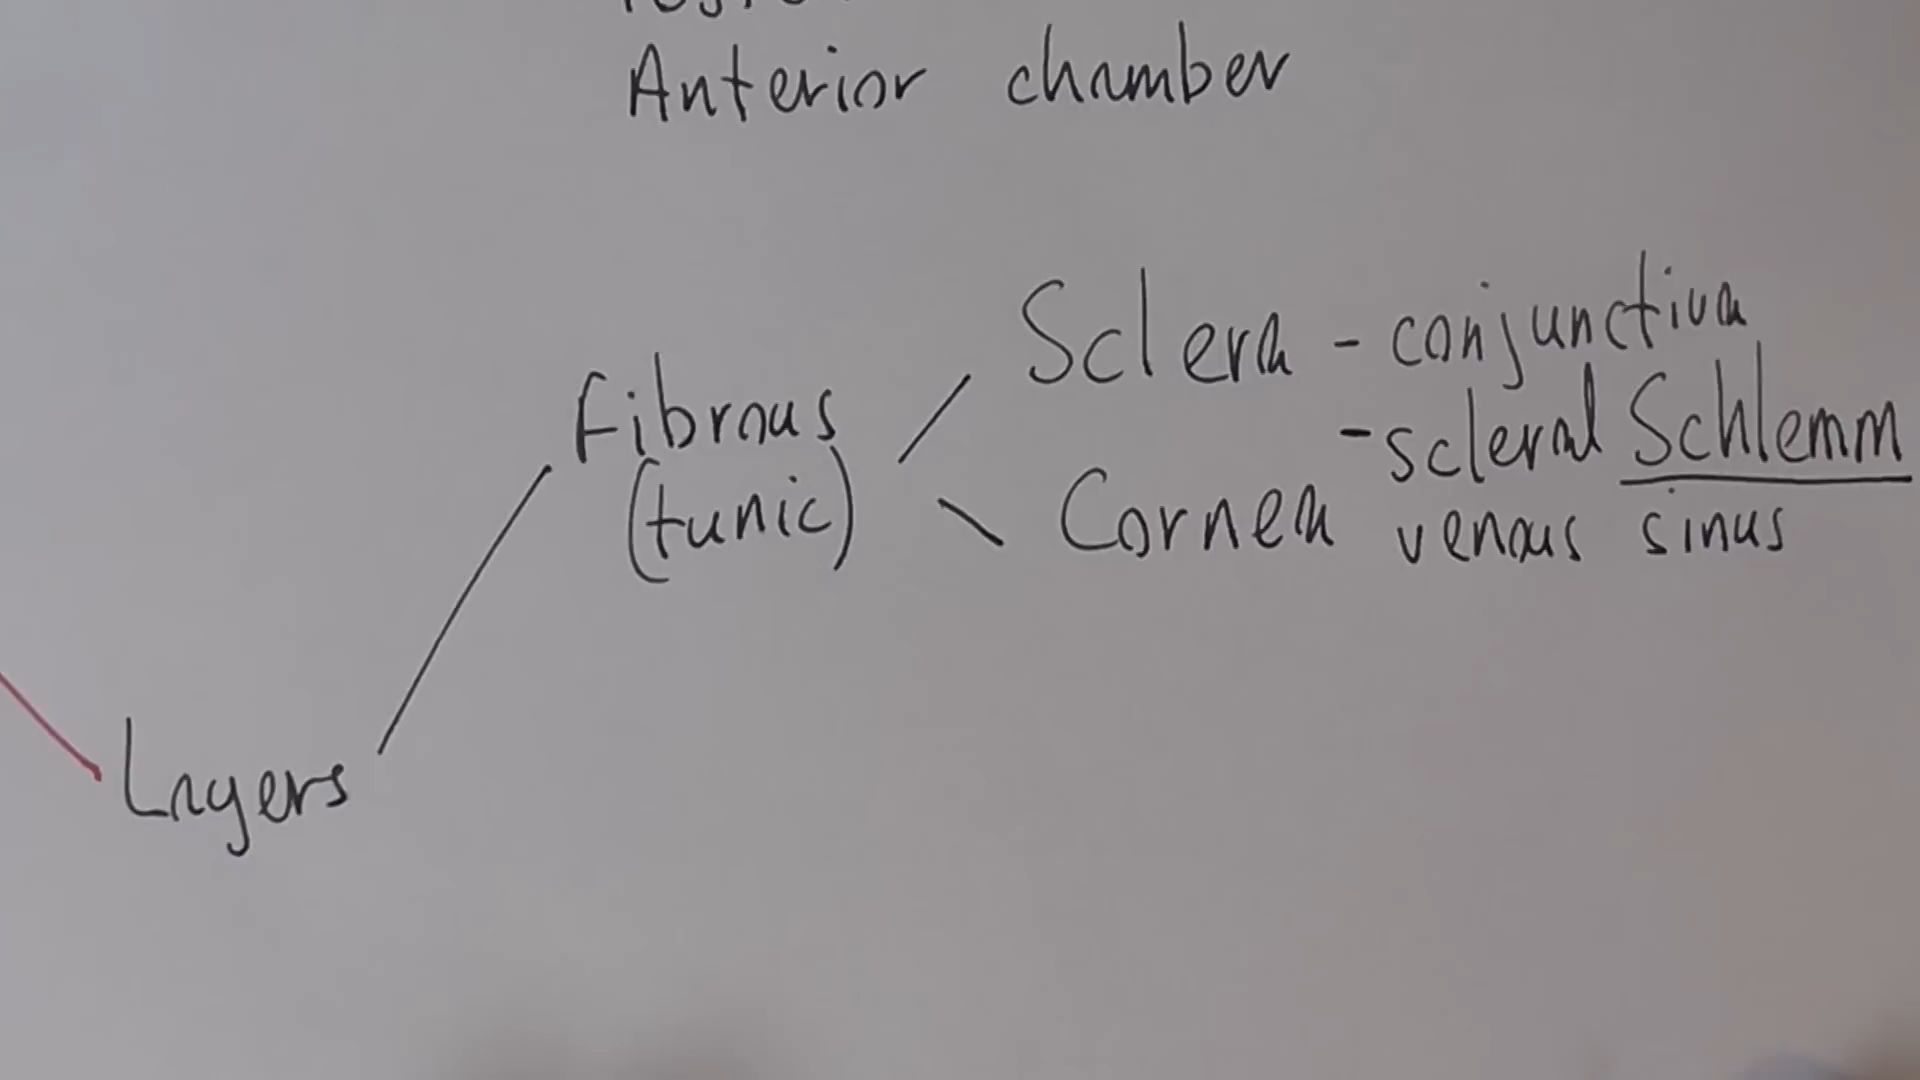 Anterior chamber
Sclera - conjunctiva
Fibrous
- scleral Schlemm
(tunic)
Cornea
venous sinus
Layers